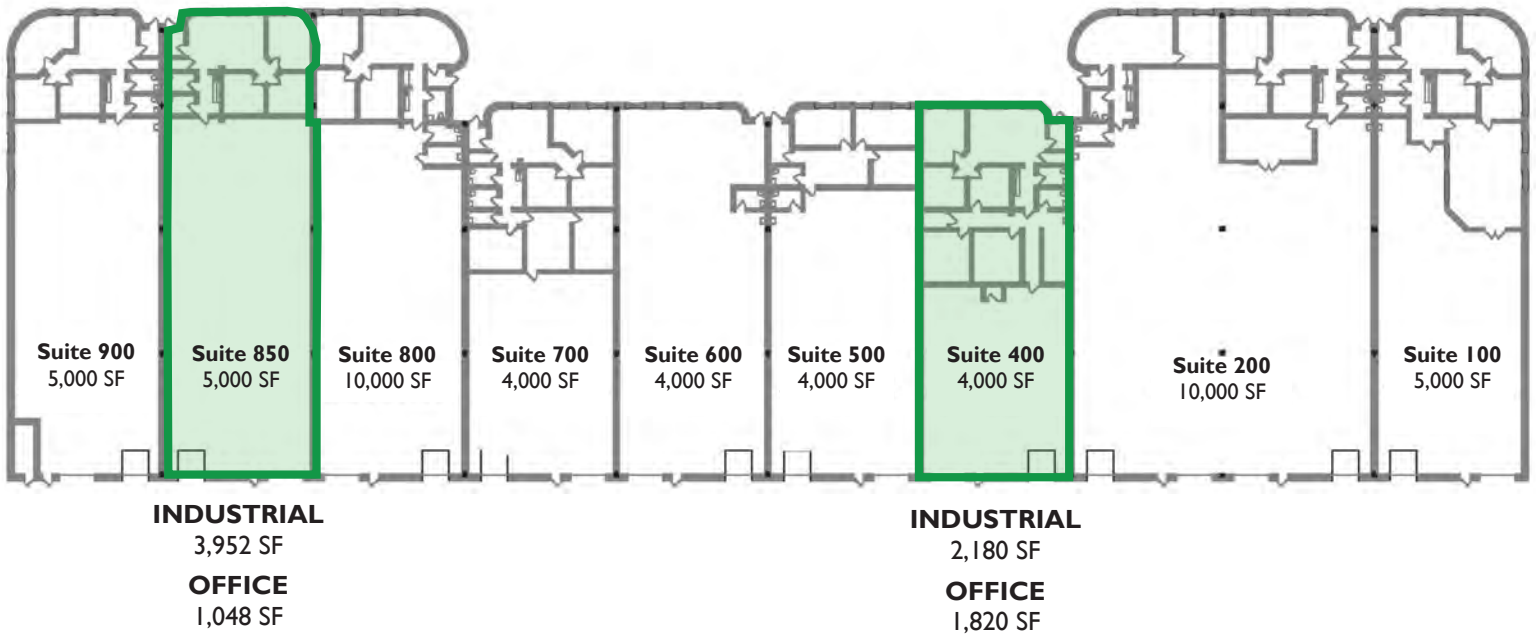 Suite 900
5,000 SF
Suite 850
5,000 SF
Suite 800
10,000 SF
Suite 700
4,000 SF
Suite 600
4,000 SF
Suite 500
4,000 SF
Suite 400
4,000 SF
Suite 200
10,000 SF
Suite 100
5,000 SF
INDUSTRIAL
3,952 SF
OFFICE
1,048 SF
INDUSTRIAL
2,180 SF
OFFICE
1,820 SF